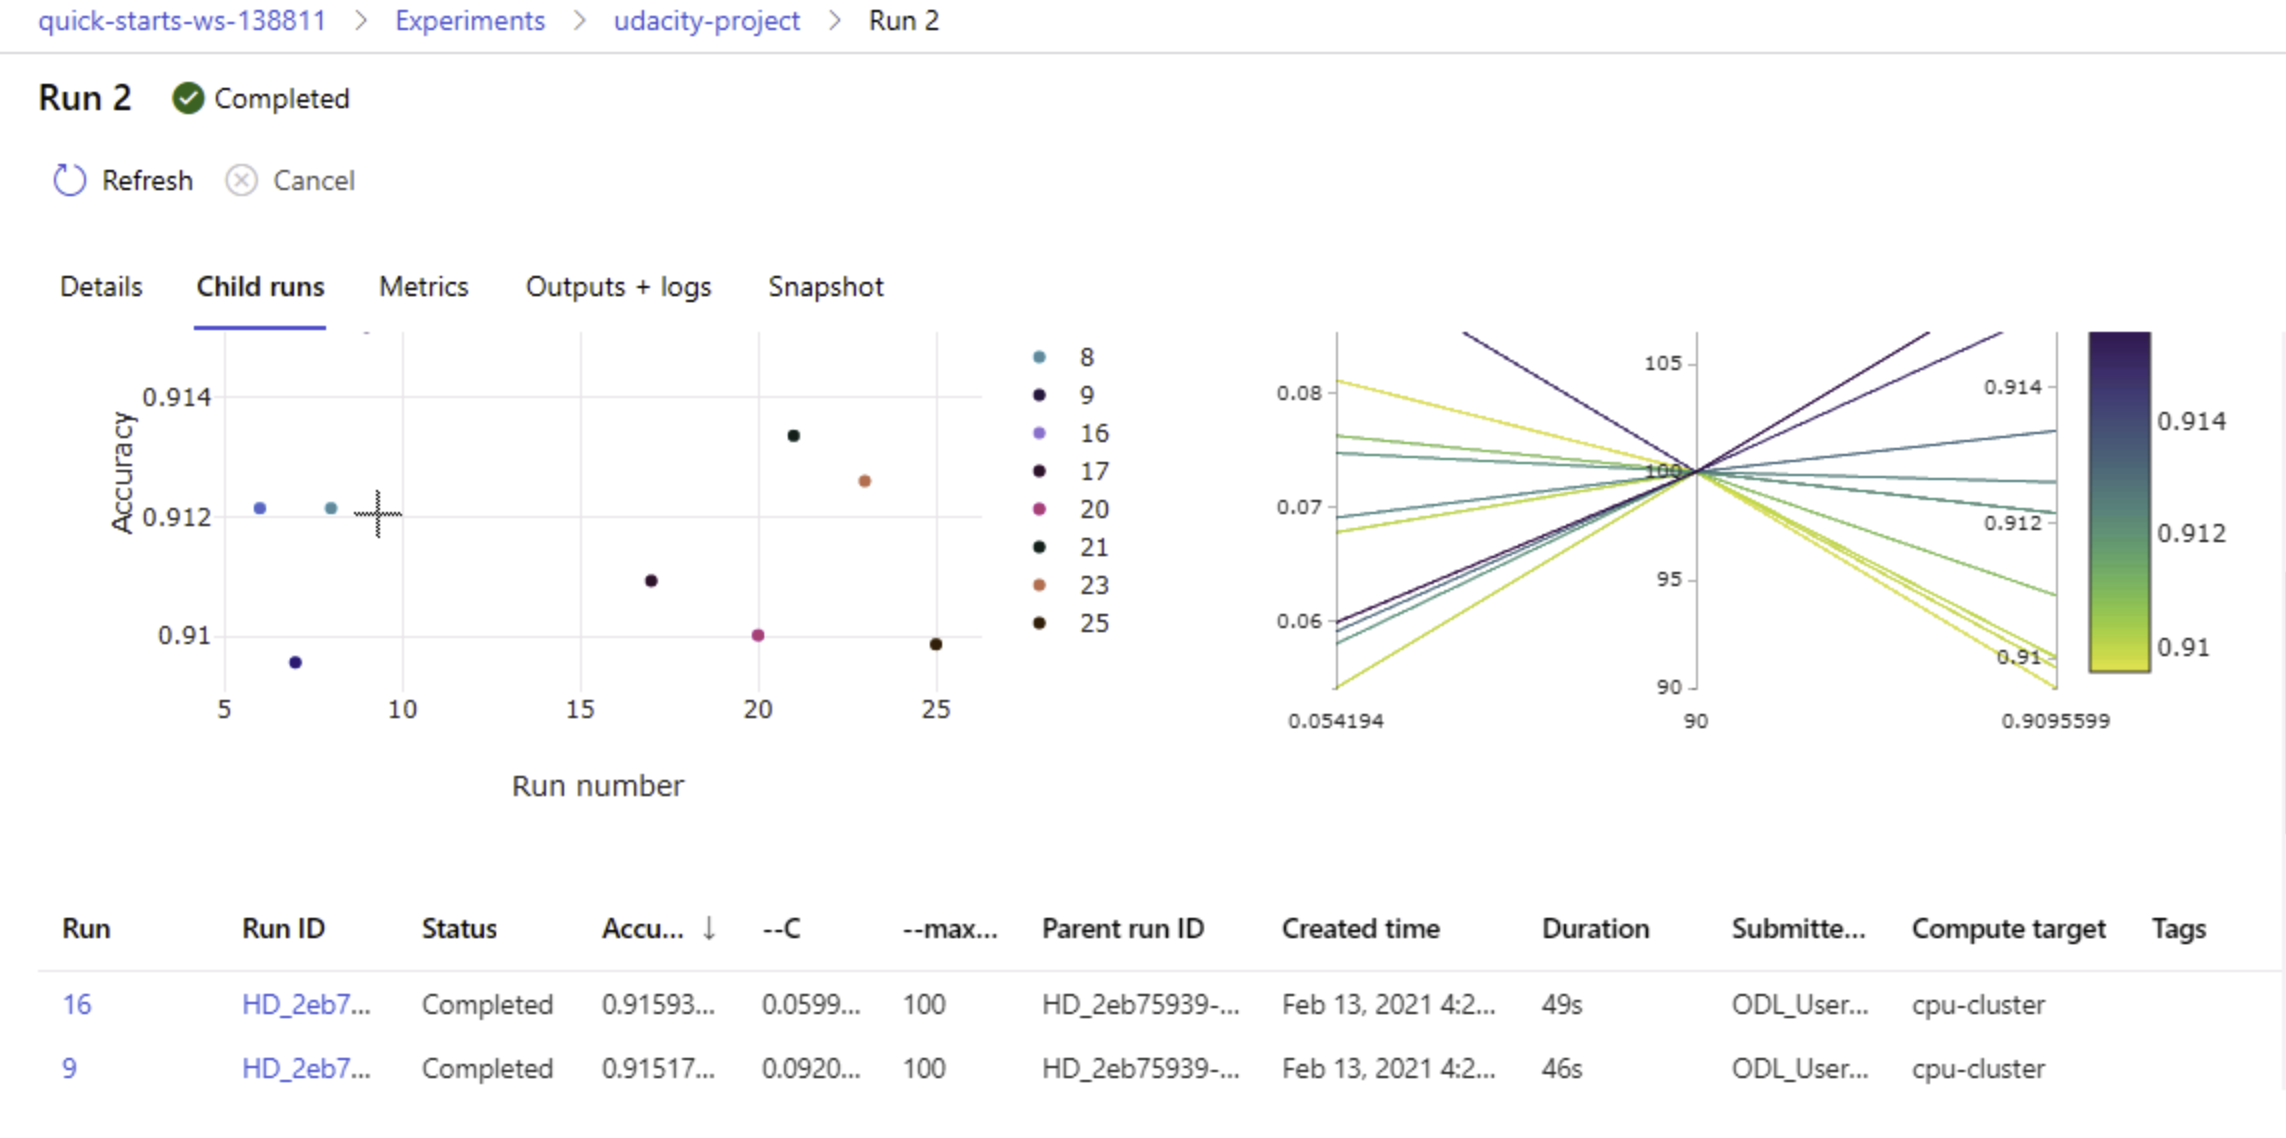 quick-starts-ws-138811 > Experiments > udacity-project > Run 2
Run 2 Completed
Refresh Cancel
Details Child runs Metrics Outputs + logs Snapshot
Accuracy
0.914
0.912
0.91
5 10 15 20 25
Run number
8
9
16
17
20
21
23
25
0.08
0.07
0.06
0.054194
105
100
95
90
90
0.914
0.912
0.91
0.9095599
0.914
0.912
0.91
Run Run ID Status Accu... ↓ --C --max... Parent run ID Created time Duration Submitte... Compute target Tags
16 HD_2eb7... Completed 0.91593... 0.0599... 100 HD_2eb75939-... Feb 13, 2021 4:2... 49s ODL_User... cpu-cluster
9 HD_2eb7... Completed 0.91517... 0.0920... 100 HD_2eb75939-... Feb 13, 2021 4:2... 46s ODL_User... cpu-cluster